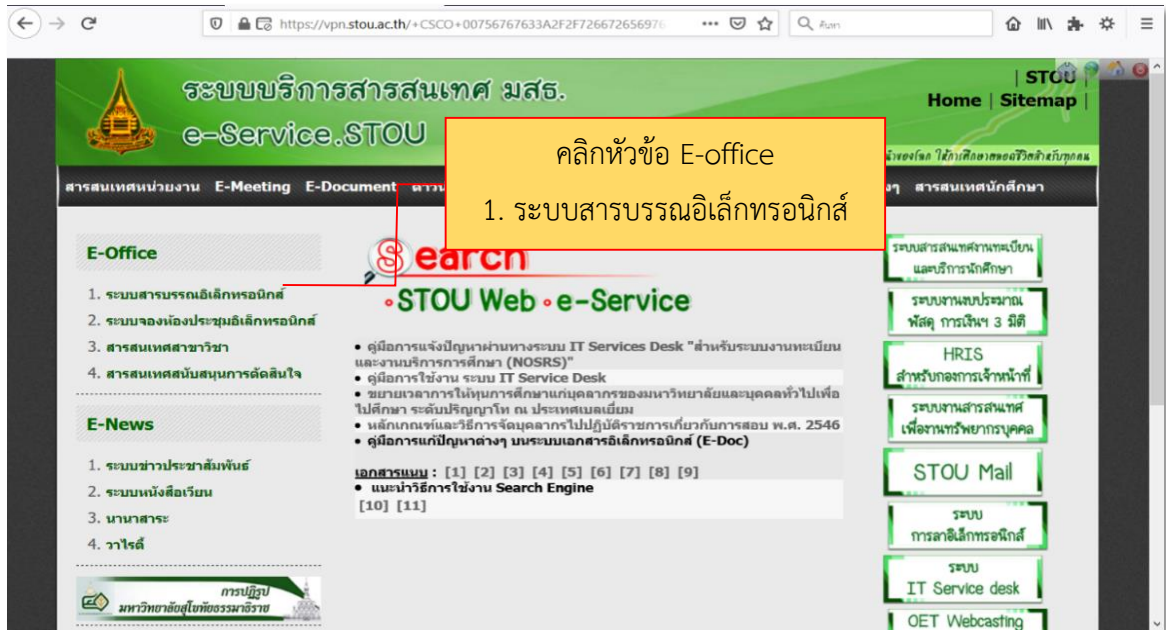 https://vpn.stou.ac.th/+CSCO+00756767633A2F2F726672656976
ค้นหา
ระบบบริการสารสนเทศ มสธ.
e-Service.STOU
| STOU |
Home | Sitemap |
คลิกหัวข้อ E-office
1. ระบบสารบรรณอิเล็กทรอนิกส์
สารสนเทศหน่วยงาน E-Meeting E-Document
สารสนเทศนักศึกษา
E-Office
1. ระบบสารบรรณอิเล็กทรอนิกส์
2. ระบบจองห้องประชุมอิเล็กทรอนิกส์
3. สารสนเทศสาขาวิชา
4. สารสนเทศสนับสนุนการตัดสินใจ
E-News
1. ระบบข่าวประชาสัมพันธ์
2. ระบบหนังสือเวียน
3. นานาสาระ
4. วาไรตี้
การปฏิรูป
มหาวิทยาลัยสุโขทัยธรรมาธิราช
Search
•STOU Web•e-Service
• คู่มือการแจ้งปัญหาผ่านทางระบบ IT Services Desk "สำหรับระบบงานทะเบียน
และงานบริการการศึกษา (NOSRS)"
• คู่มือการใช้งาน ระบบ IT Service Desk
• ขยายเวลาการให้ทุนการศึกษาแก่บุคลากรของมหาวิทยาลัยและบุคคลทั่วไปเพื่อ
ไปศึกษา ระดับปริญญาโท ณ ประเทศเบลเยี่ยม
• หลักเกณฑ์และวิธีการจัดบุคลากรไปปฏิบัติราชการเกี่ยวกับการสอบ พ.ศ. 2546
• คู่มือการแก้ปัญหาต่างๆ บนระบบเอกสารอิเล็กทรอนิกส์ (E-Doc)
เอกสารแนบ : [1] [2] [3] [4] [5] [6] [7] [8] [9]
• แนะนำวิธีการใช้งาน Search Engine
[10] [11]
ระบบสารสนเทศงานทะเบียน
และบริการนักศึกษา
ระบบงานงบประมาณ
พัสดุ การเงินฯ 3 มิติ
HRIS
สำหรับกองการเจ้าหน้าที่
ระบบงานสารสนเทศ
เพื่องานทรัพยากรบุคคล
STOU Mail
ระบบ
การลาอิเล็กทรอนิกส์
ระบบ
IT Service desk
OET Webcasting